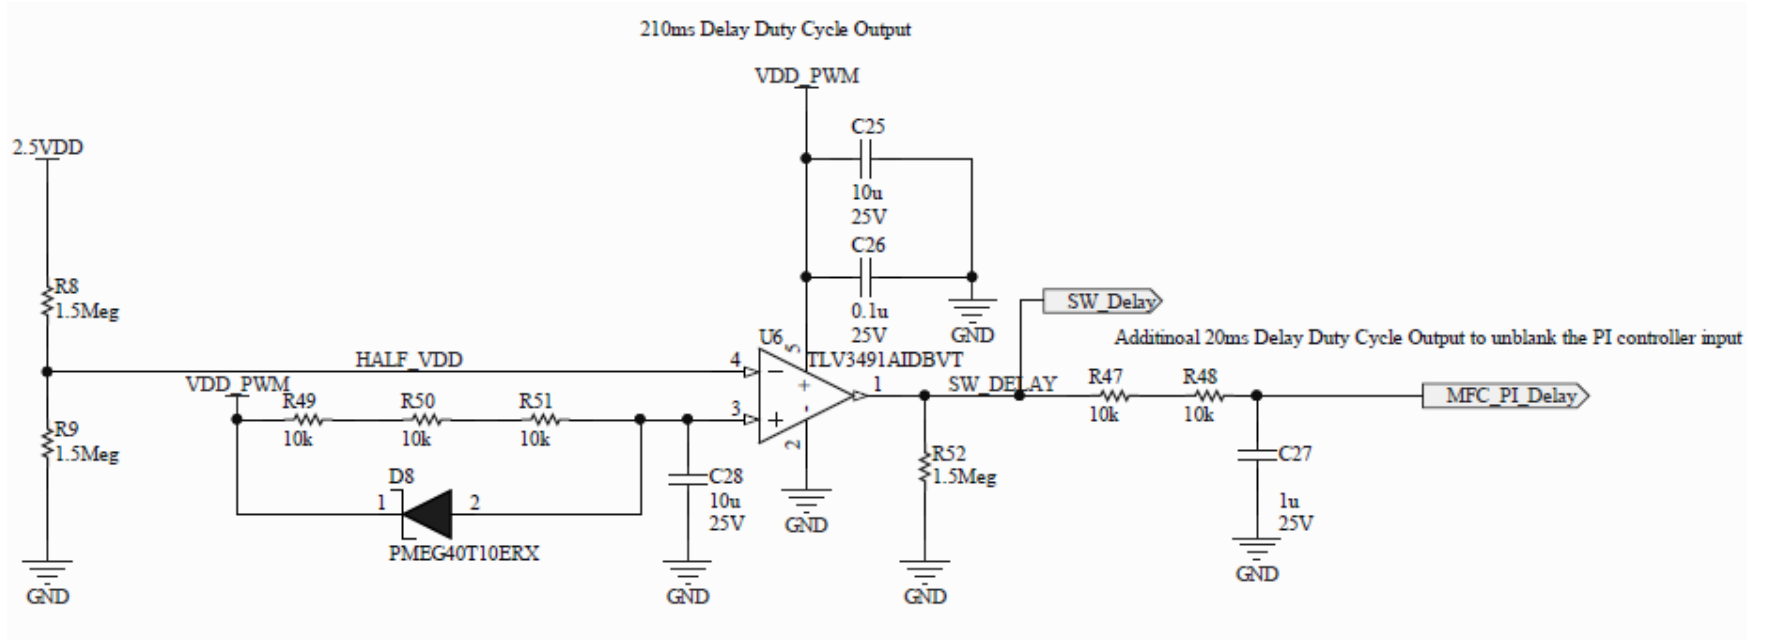 210ms Delay Duty Cycle Output
VDD_PWM
2.5VDD
C25
10u
25V
C26
0.1u
25V
GND
R8
1.5Meg
SW_Delay
Additinoal 20ms Delay Duty Cycle Output to unblank the PI controller input
U6
5
TLV3491AIDBVT
HALF_VDD
4
1
SW_DELAY
VDD_PWM
R49
10k
R50
10k
R51
10k
3
2
R47
10k
R48
10k
MFC_PI_Delay
R9
1.5Meg
D8
1
2
PMEG40T10ERX
C28
10u
25V
GND
R52
1.5Meg
C27
1u
25V
GND
GND
GND
GND